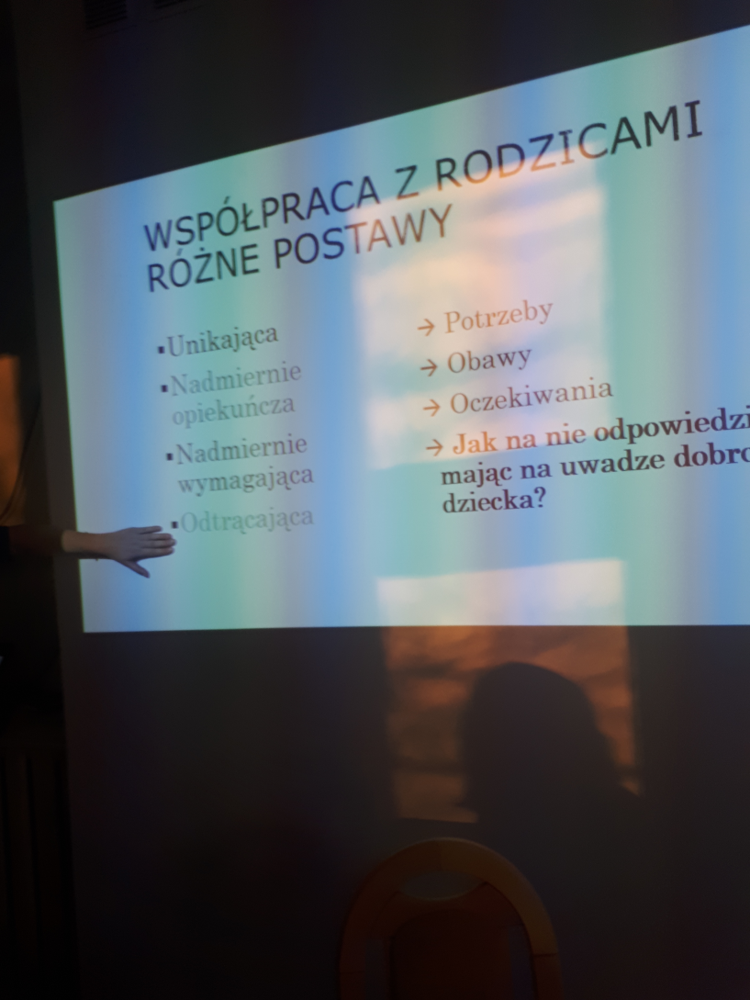 WSPÓŁPRACA Z RODZICAMI
RÓŻNE POSTAWY
▪Unikająca
▪Nadmiernie
opiekuńcza
▪Nadmiernie
wymagająca
▪Odtrącająca
→ Potrzeby
→ Obawy
→ Oczekiwania
→ Jak na nie odpowiedzi
mając na uwadze dobro
dziecka?